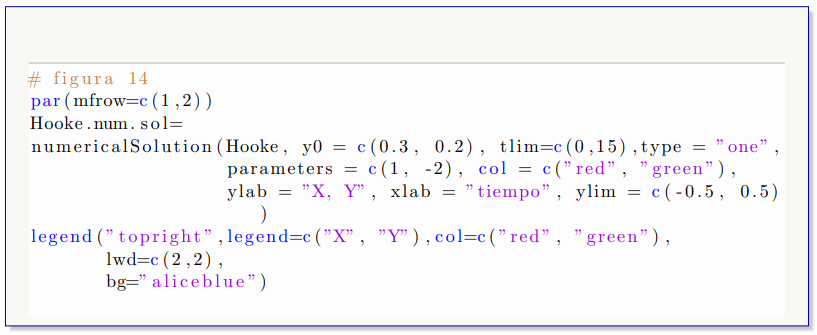 # figura 14
par(mfrow=c(1,2))
Hooke.num.sol=
numericalSolution(Hooke, y0 = c(0.3, 0.2), tlim=c(0,15),type = "one",
parameters = c(1, -2), col = c("red", "green"),
ylab = "X, Y", xlab = "tiempo", ylim = c(-0.5, 0.5)
)
legend("topright",legend=c("X", "Y"),col=c("red", "green"),
lwd=c(2,2),
bg="aliceblue")